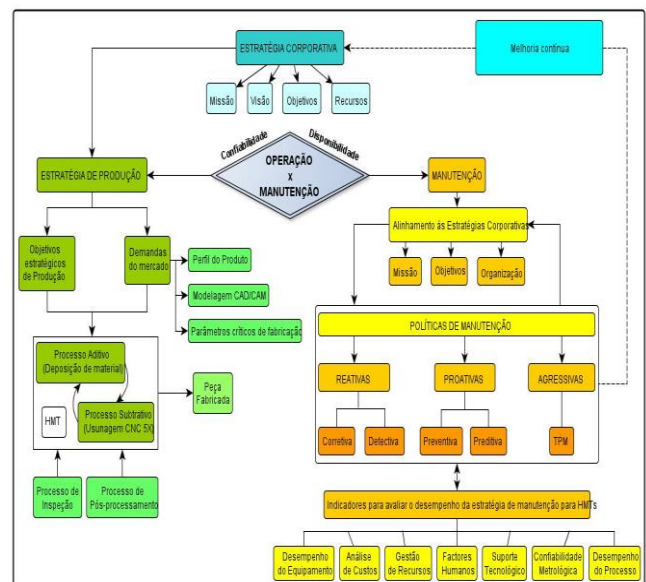 ESTRATÉGIA CORPORATIVA
Melhoria contínua
Missão
Visão
Objetivos
Recursos
Confiabilidade
Disponibilidade
OPERAÇÃO
X
MANUTENÇÃO
ESTRATÉGIA DE PRODUÇÃO
MANUTENÇÃO
Alinhamento às Estratégias Corporativas
Missão
Objetivos
Organização
Objetivos
estratégicos
de Produção
Demandas
do mercado
Perfil do Produto
Modelagem CAD/CAM
Parâmetros críticos de fabricação
POLÍTICAS DE MANUTENÇÃO
REATIVAS
PROATIVAS
AGRESSIVAS
Corretiva
Detectiva
Preventiva
Preditiva
TPM
Processo Aditivo
(Deposição de material)
HMT
Processo Subtrativo
(Usunagem CNC 5X)
Peça
Fabricada
Processo de
Inspeção
Processo de
Pós-processamento
Indicadores para avaliar o desempenho da estratégia de manutenção para HMTs
Desempenho
do Equipamento
Análise
de Custos
Gestão
de Recursos
Factores
Humanos
Suporte
Tecnológico
Confiabilidade
Metrológica
Desempenho
do Processo